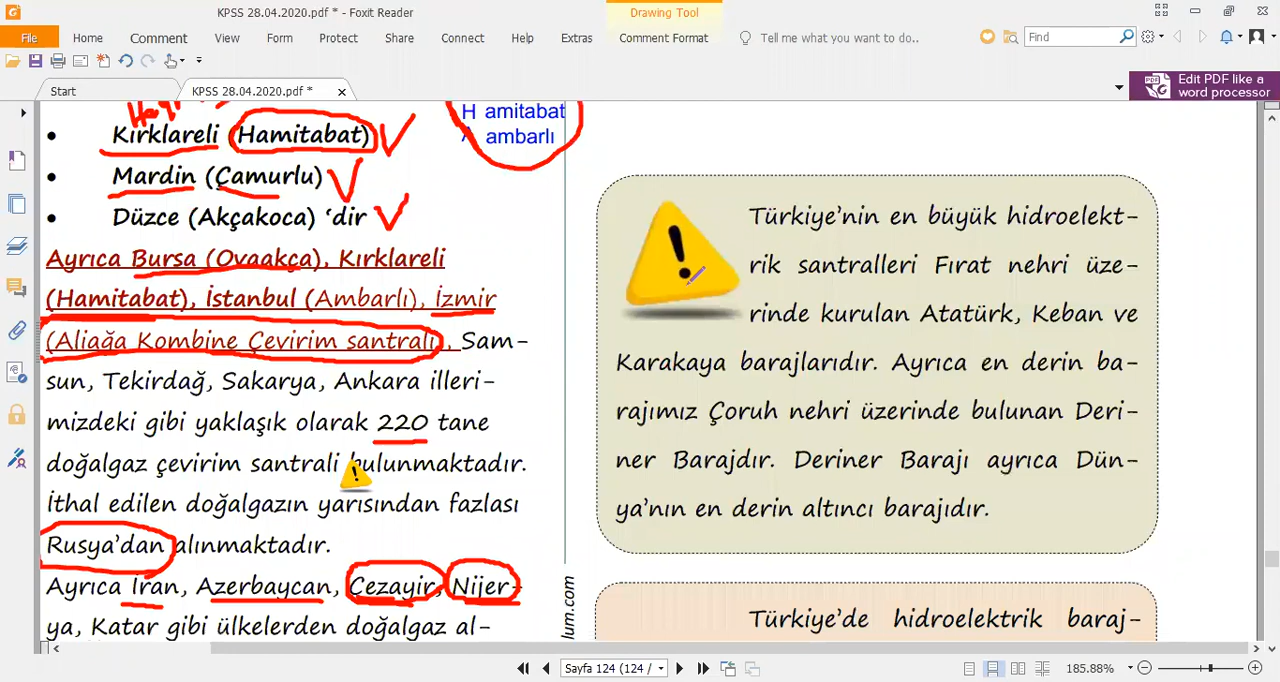 KPSS 28.04.2020.pdf * - Foxit Reader
Drawing Tool
File Home Comment View Form Protect Share Connect Help Extras Comment Format Tell me what you want to do.. Find
Start KPSS 28.04.2020.pdf *
Edit PDF like a
word processor
H amitabat
ambarlı
• Kırklareli (Hamitabat)
• Mardin (Çamurlu)
• Düzce (Akçakoca) ‘dir
Ayrıca Bursa (Ovaakça), Kırklareli
(Hamitabat), İstanbul (Ambarlı), İzmir
(Aliağa Kombine Çevirim santrali), Sam-
sun, Tekirdağ, Sakarya, Ankara illeri-
mizdeki gibi yaklaşık olarak 220 tane
doğalgaz çevirim santrali bulunmaktadır.
İthal edilen doğalgazın yarısından fazlası
Rusya’dan alınmaktadır.
Ayrıca İran, Azerbaycan, Cezayir, Nijer-
ya, Katar gibi ülkelerden doğalgaz al-
lum.com
Türkiye’nin en büyük hidroelekt-
rik santralleri Fırat nehri üze-
rinde kurulan Atatürk, Keban ve
Karakaya barajlarıdır. Ayrıca en derin ba-
rajımız Çoruh nehri üzerinde bulunan Deri-
ner Barajdır. Deriner Barajı ayrıca Dün-
ya’nın en derin altıncı barajıdır.
Türkiye’de hidroelektrik baraj-
Sayfa 124 (124 /
185.88%